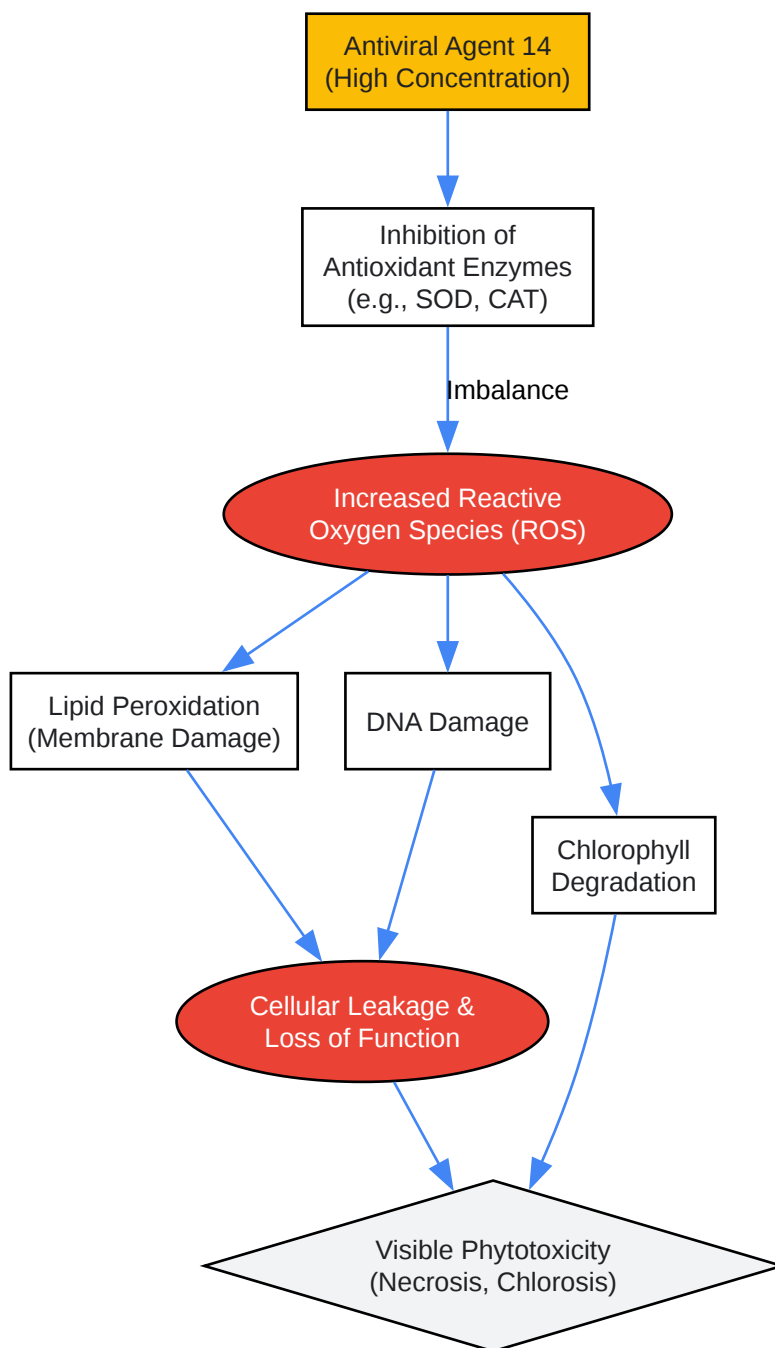 Antiviral Agent 14
(High Concentration)
Inhibition of
Antioxidant Enzymes
(e.g., SOD, CAT)
Imbalance
Increased Reactive
Oxygen Species (ROS)
Lipid Peroxidation
(Membrane Damage)
DNA Damage
Chlorophyll
Degradation
Cellular Leakage &
Loss of Function
Visible Phytotoxicity
(Necrosis, Chlorosis)